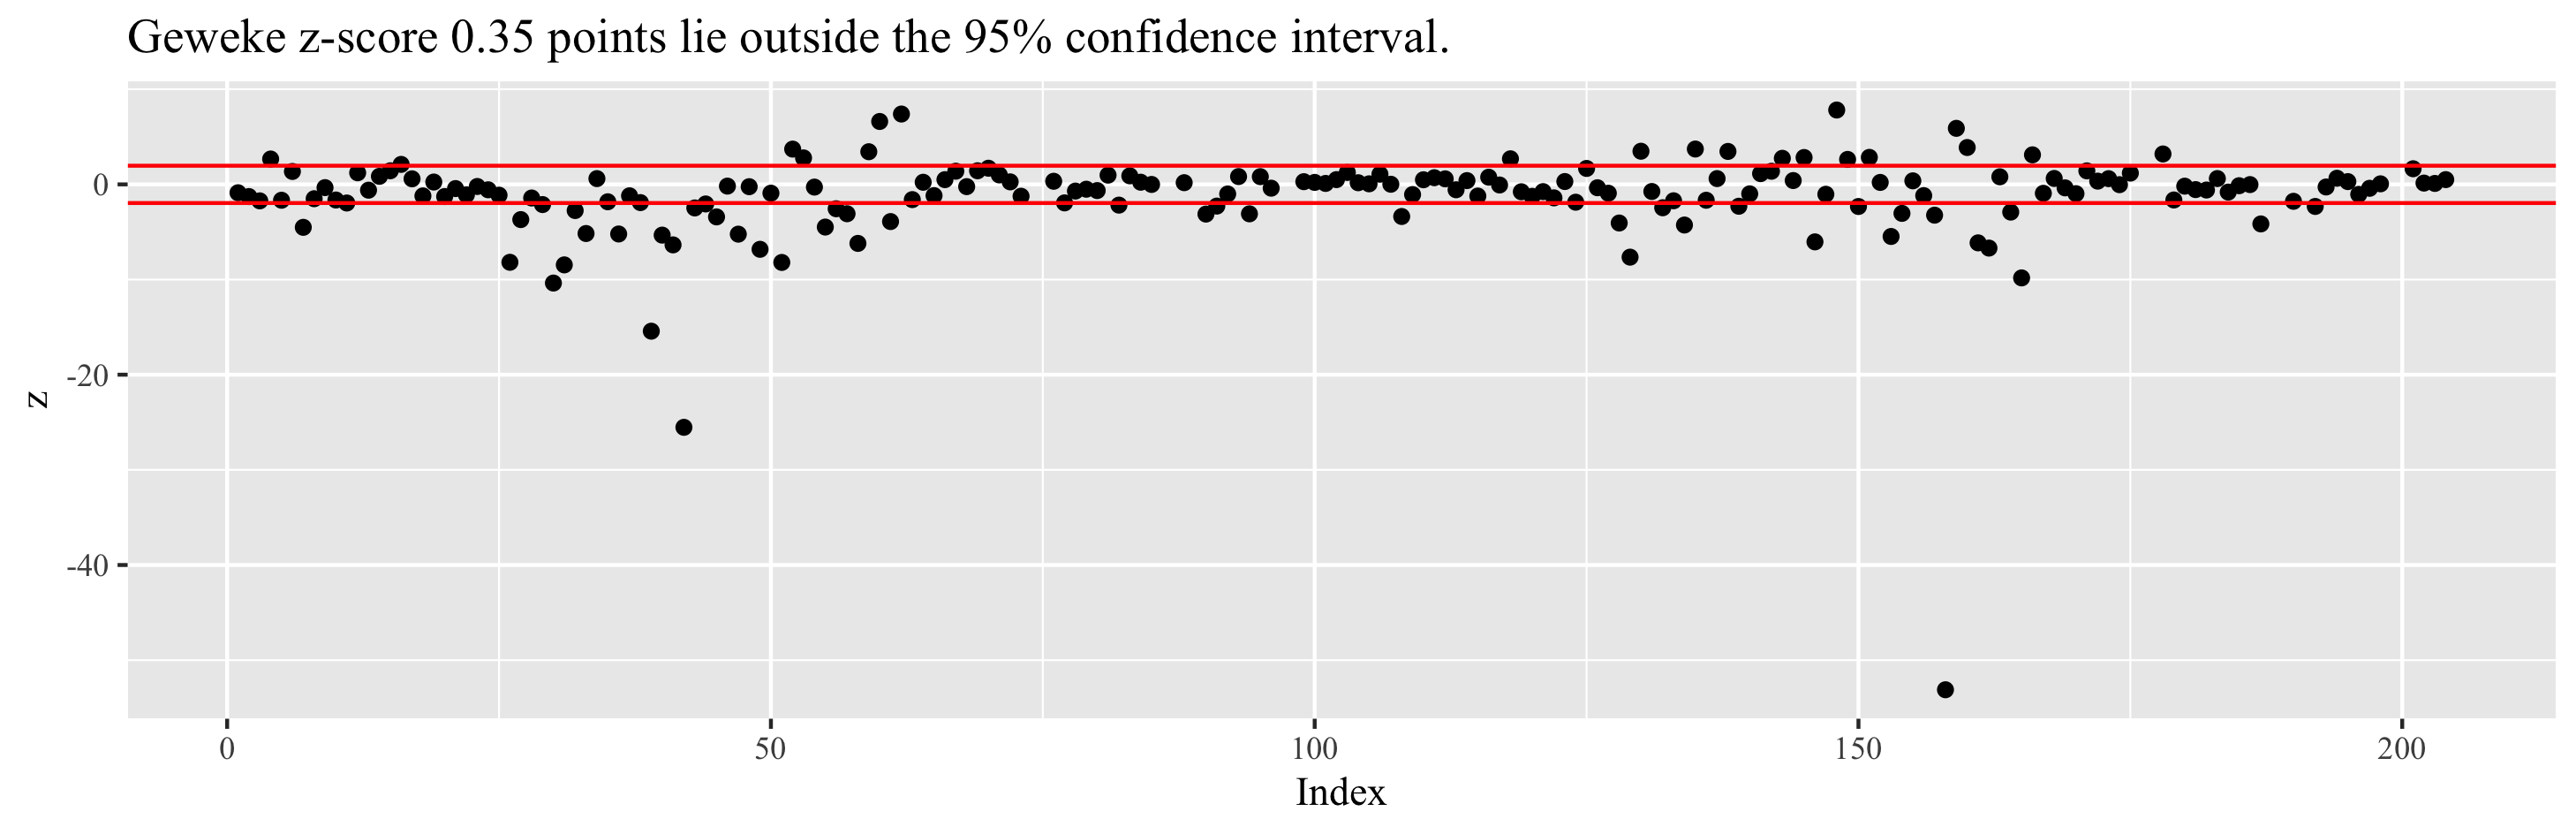 Geweke z-score 0.35 points lie outside the 95% confidence interval.
0
-20
-40
z
0 50 100 150 200
Index